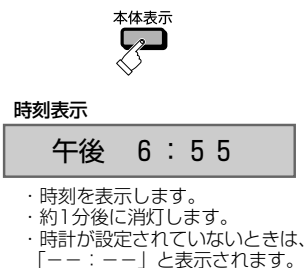 本体表示
時刻表示
午後 6：55
・時刻を表示します。
・約1分後に消灯します。
・時計が設定されていないときは、
「−−：−−」と表示されます。